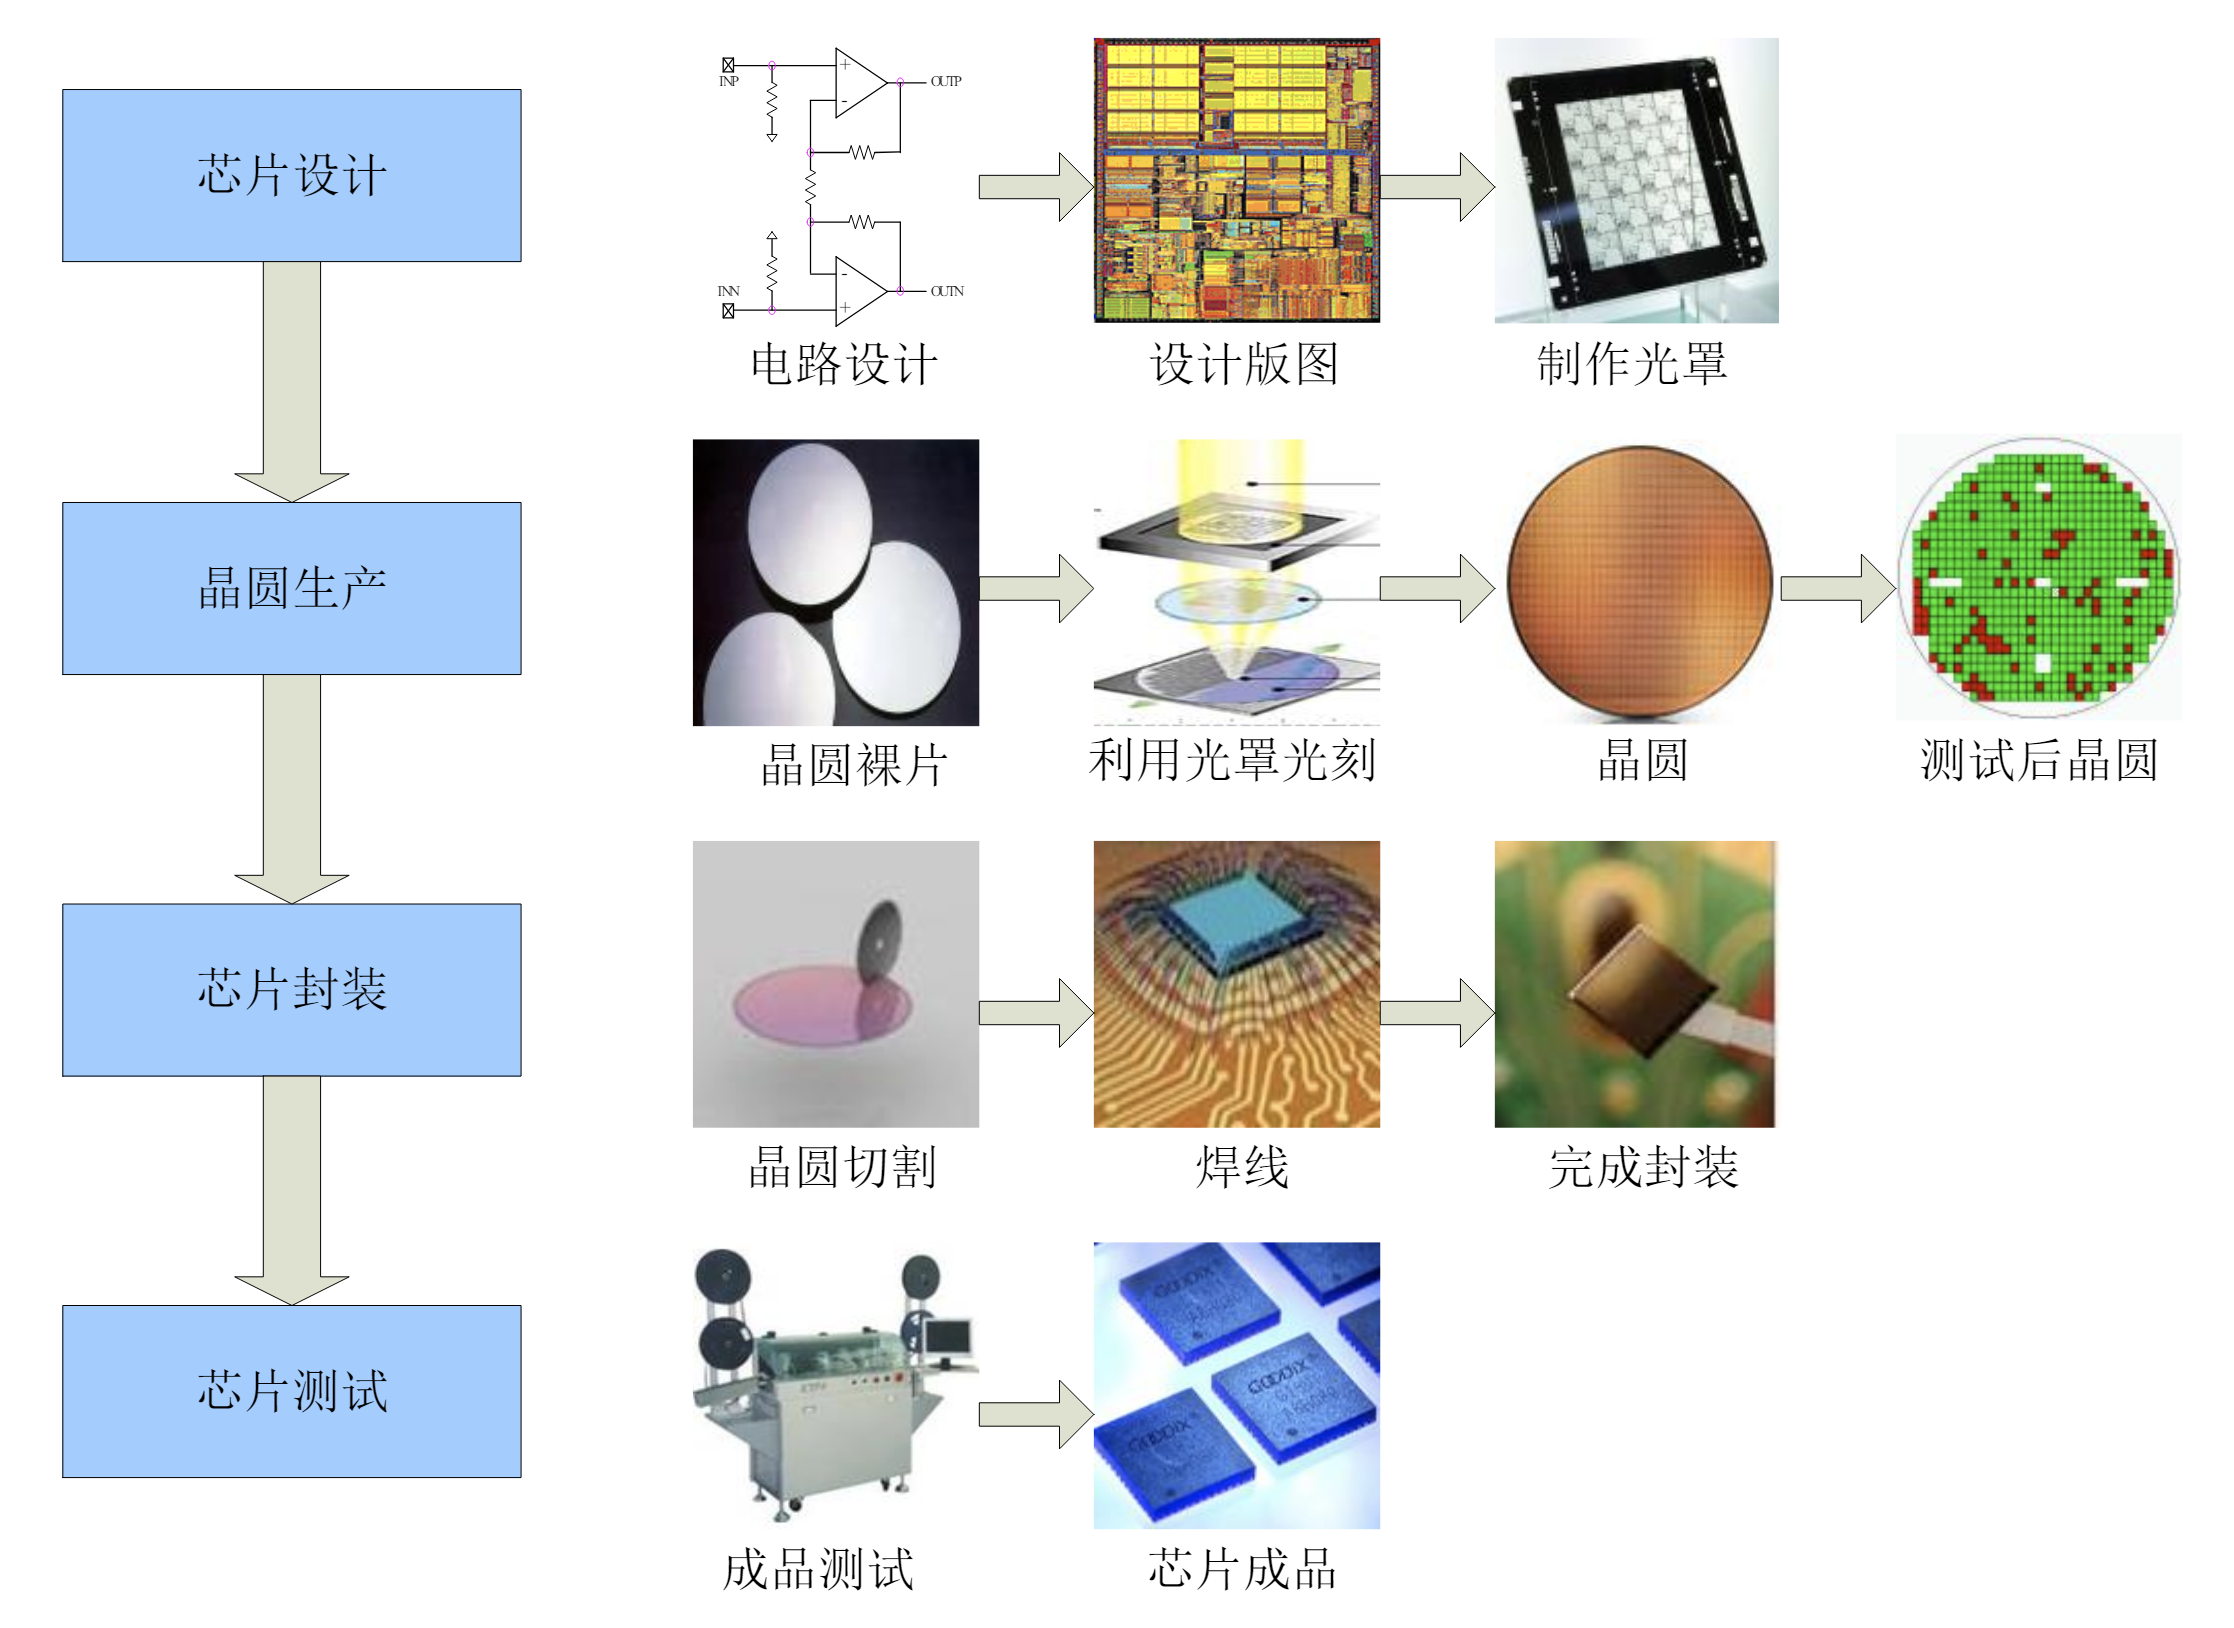 INP
OUTP
INN
OUTN
芯片设计
电路设计
设计版图
制作光罩
晶圆生产
晶圆裸片
利用光罩光刻
晶圆
测试后晶圆
芯片封装
晶圆切割
焊线
完成封装
芯片测试
GOODIX
GOODIX
GOODIX
成品测试
芯片成品